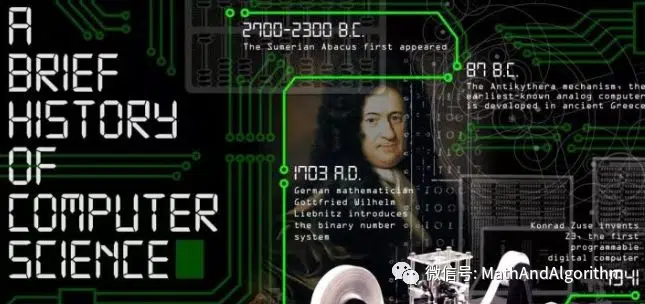 A
BRIEF
HISTORY
OF
COMPUTER
SCIENCE
2700-2300 B.C.
The Sumerian Abacus first appeared
87 B.C.
The Antikythera mechanism, the
earliest-known analog computer
is developed in ancient Greece
1703 A.D.
German mathematician
Gottfried Wilhelm
Liebnitz introduces
the binary number
system
Konrad Zuse invents
Z3, the first
programmable
digital computer
1941
微信号: MathAndAlgorithm